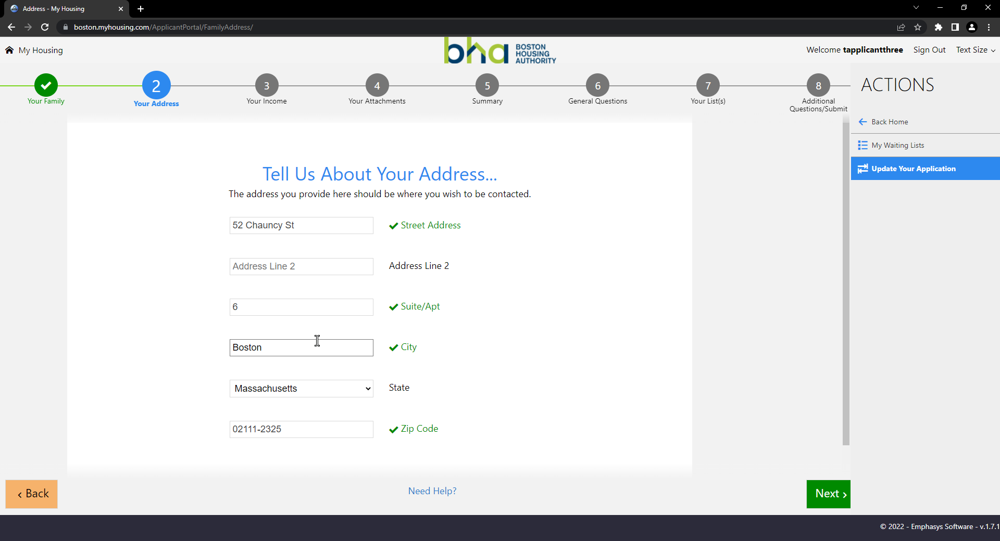 Address - My Housing
boston.myhousing.com/ApplicantPortal/FamilyAddress/
My Housing
bha BOSTON
HOUSING
AUTHORITY
Welcome tapplicantthree Sign Out Text Size
2 3 4 5 6 7 8
Your Family Your Address Your Income Your Attachments Summary General Questions Your List(s) Additional
Questions/Submit
ACTIONS
Back Home
My Waiting Lists
Update Your Application
Tell Us About Your Address...
The address you provide here should be where you wish to be contacted.
52 Chauncy St Street Address
Address Line 2 Address Line 2
6 Suite/Apt
Boston City
Massachusetts State
02111-2325 Zip Code
Back Need Help? Next
© 2022 - Emphasys Software - v.1.7.1